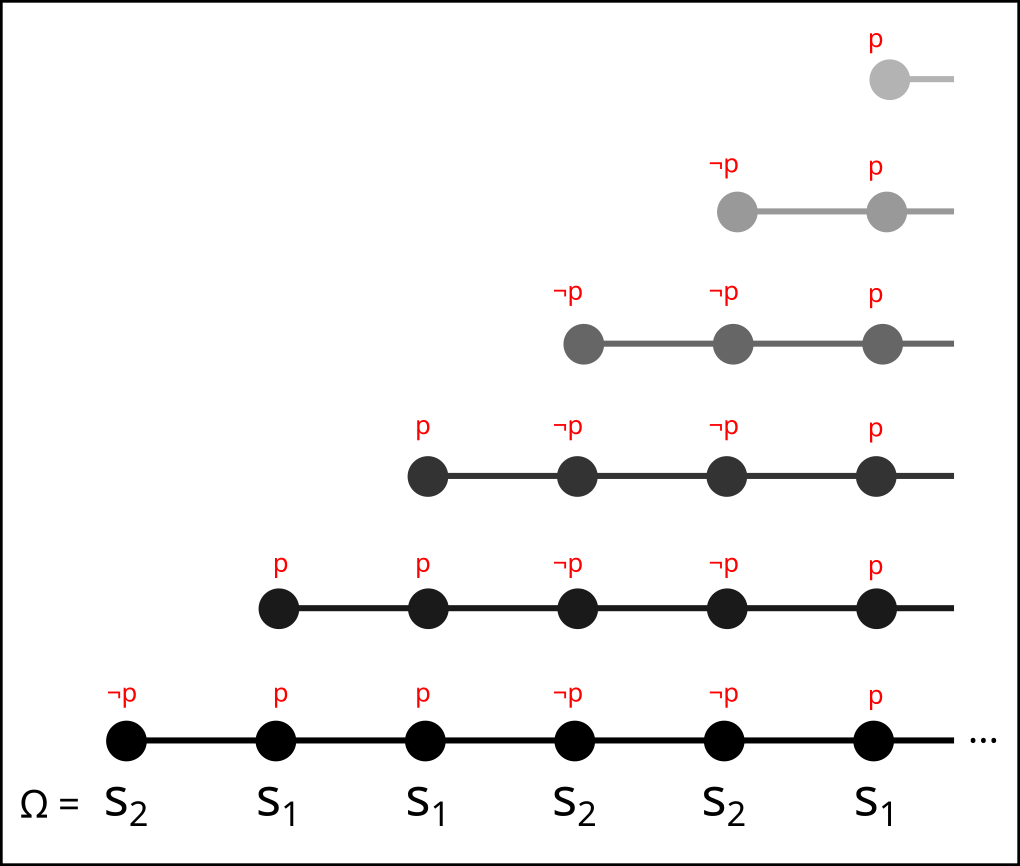 p
¬p p
¬p ¬p p
p ¬p ¬p p
p p ¬p ¬p p
¬p p p ¬p ¬p p
...
Ω = s₂ s₁ s₁ s₂ s₂ s₁